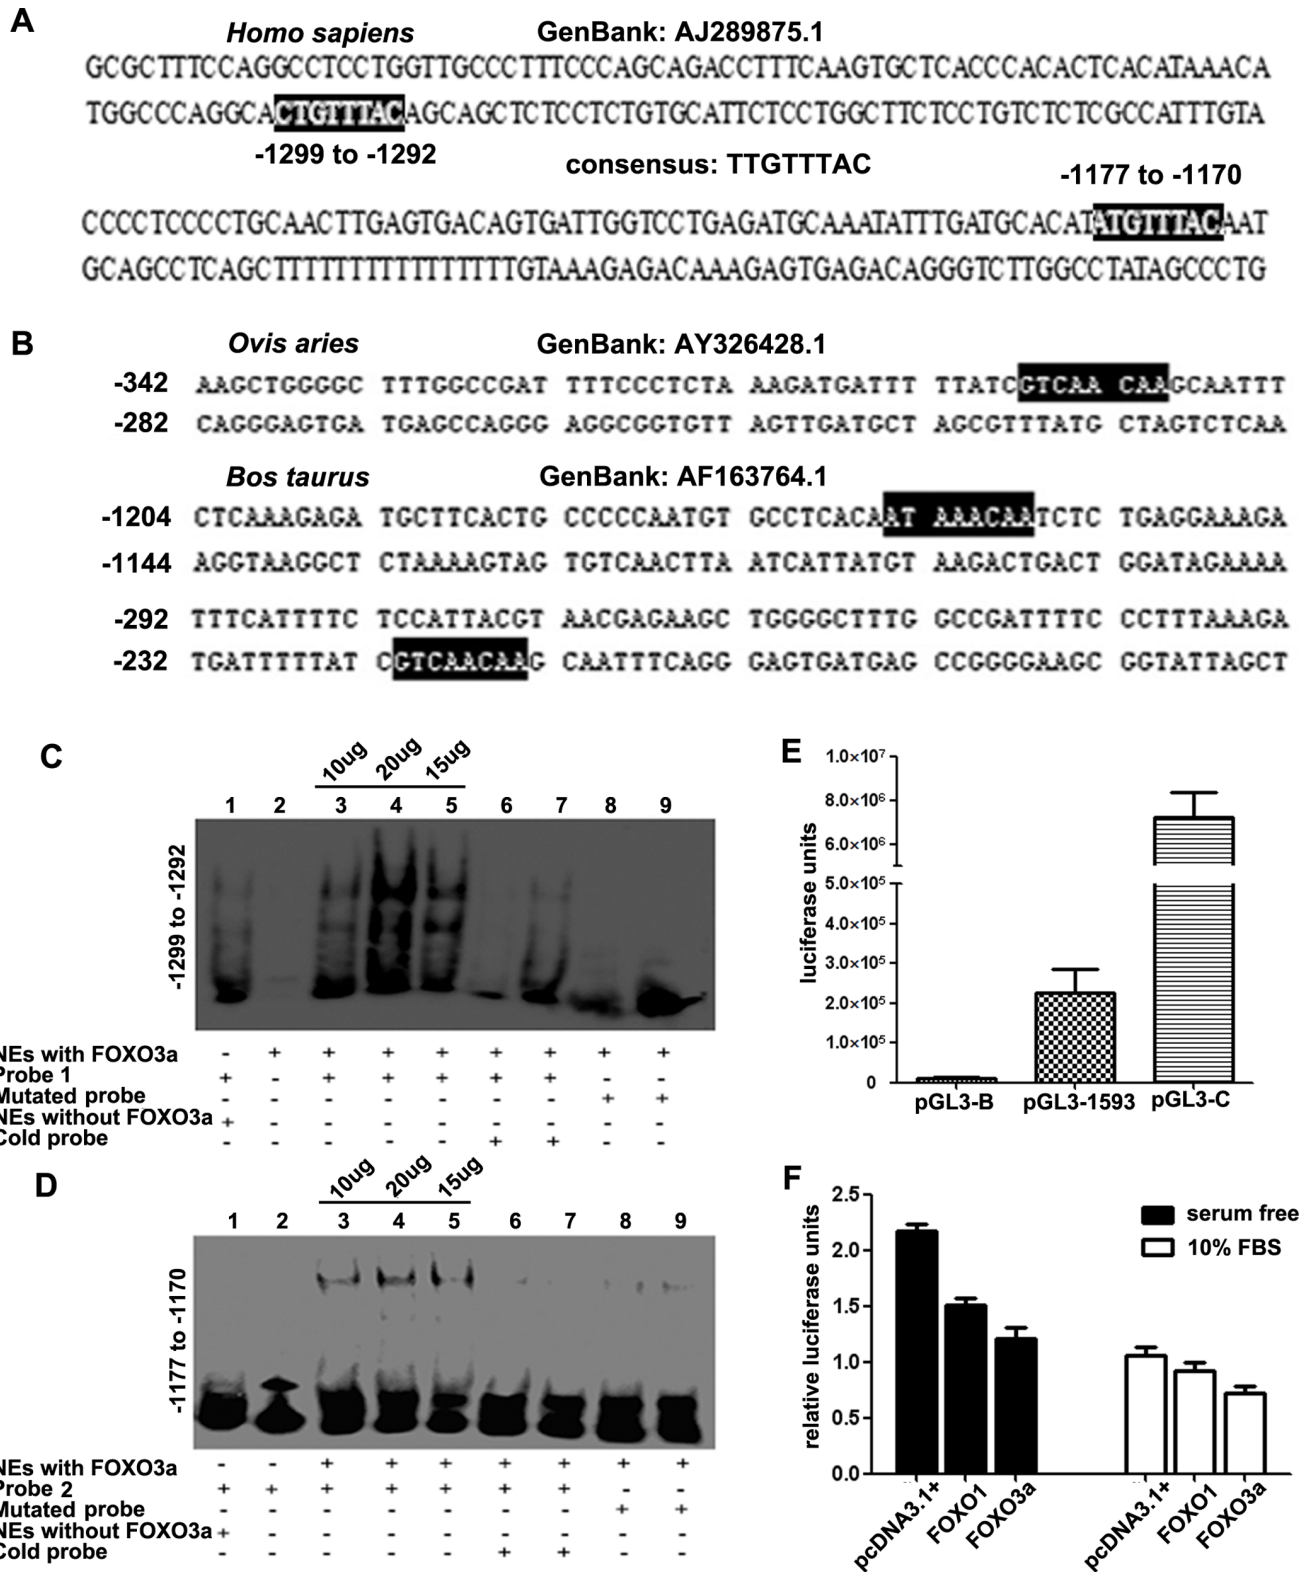 A
Homo sapiens GenBank: AJ289875.1
GCGCTTTCCAGGCCTCCTGGTTGCCCTTTCCCAGCAGACCTTTCAAGTGCTCACCCACACTCACATAAACA
TGGCCCAGGCACTGTTTACAGCAGCTCTCCTCTGTGCATTCTCCTGGCTTCTCCTGTCTCTCGCCATTTGTA
-1299 to -1292 consensus: TTGTTTAC -1177 to -1170
CCCCTCCCCTGCAACTTGAGTGACAGTGATTGGTCCTGAGATGCAAATATTTGATGCACATATGTTTACAAT
GCAGCCTCAGCTTTTTTTTTTTTTTTTTTGTAAAGAGACAAAGAGTGAGACAGGGTCTTGGCCTATAGCCCTG
B
Ovis aries GenBank: AY326428.1
-342 AAGCTGGGGC TTTGGCCGAT TTTCCCTCTA AAGATGATTT TTATCGTCAA CAAGCAATTT
-282 CAGGGAGTGA TGAGCCAGGG AGGCGGTGTT AGTTGATGCT AGCGTTTATG CTAGTCTCAA
Bos taurus GenBank: AF163764.1
-1204 CTCAAAGAGA TGCTTCACTG CCCCCAATGT GCCTCACAAT AAACAATCTC TGAGGAAAGA
-1144 AGGTAAGGCT CTAAAAGTAG TGTCAACTTA ATCATTATGT AAGACTGACT GGATAGAAAA
-292 TTTCATTTTC TCCATTACGT AACGAGAAGC TGGGGCTTTG GCCGATTTTC CCTTTAAAGA
-232 TGATTTTTAT CGTCAACAAG CAATTTCAGG GAGTGATGAG CCGGGGAAGC GGTATTAGCT
C
10ug 20ug 15ug
1 2 3 4 5 6 7 8 9
-1299 to -1292
NEs with FOXO3a - + + + + + + + +
Probe 1 + - + + + + + - -
Mutated probe - - - - - - - + +
NEs without FOXO3a + - - - - - - - -
Cold probe - - - - - + + - -
D
10ug 20ug 15ug
1 2 3 4 5 6 7 8 9
-1177 to -1170
NEs with FOXO3a - - + + + + + + +
Probe 2 + + + + + + + - -
Mutated probe - - - - - - - + +
NEs without FOXO3a + - - - - - - - -
Cold probe - - - - - + + - -
E
luciferase units
1.0×10⁷
8.0×10⁶
6.0×10⁶
5.0×10⁵
4.0×10⁵
3.0×10⁵
2.0×10⁵
1.0×10⁵
0
pGL3-B pGL3-1593 pGL3-C
F
relative luciferase units
2.5
2.0
1.5
1.0
0.5
0.0
serum free
10% FBS
pcDNA3.1+ FOXO1 FOXO3a pcDNA3.1+ FOXO1 FOXO3a